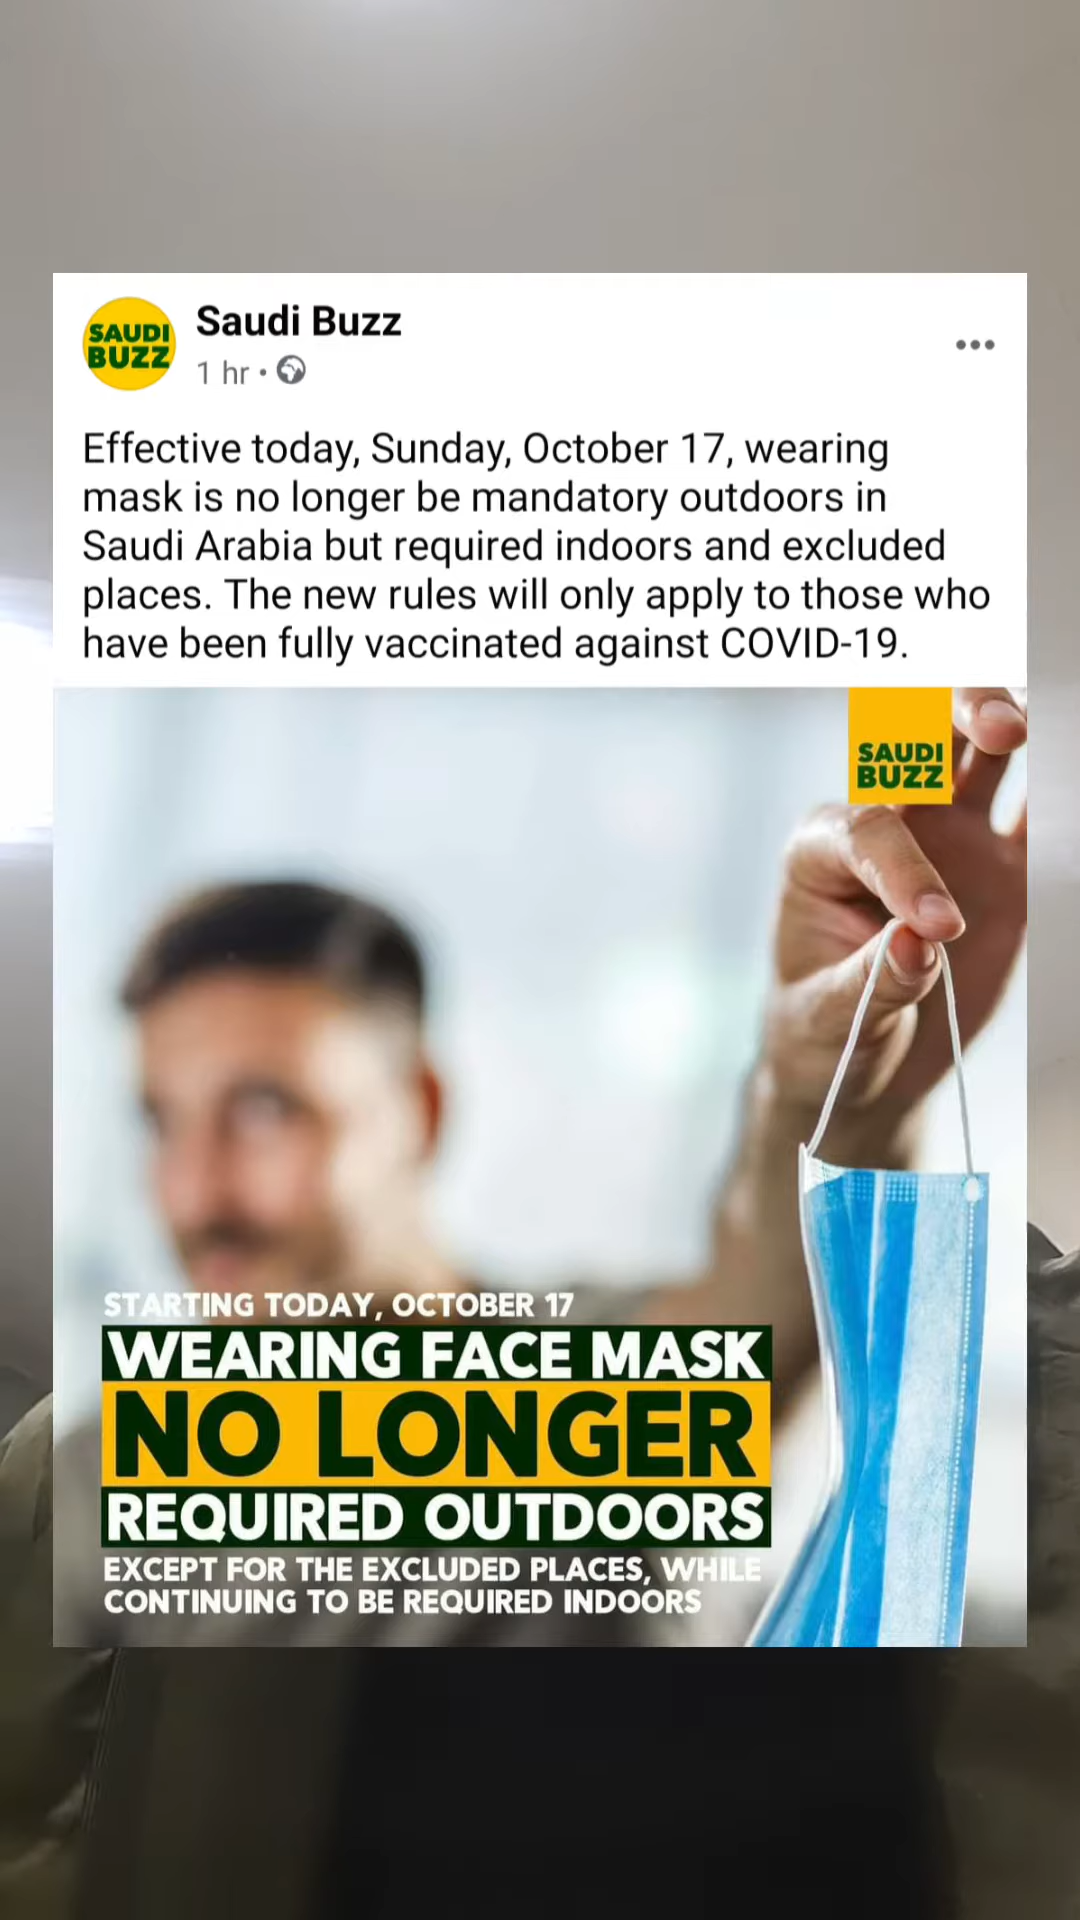 SAUDI
BUZZ
Saudi Buzz
1 hr •
Effective today, Sunday, October 17, wearing
mask is no longer be mandatory outdoors in
Saudi Arabia but required indoors and excluded
places. The new rules will only apply to those who
have been fully vaccinated against COVID-19.
SAUDI
BUZZ
STARTING TODAY, OCTOBER 17
WEARING FACE MASK
NO LONGER
REQUIRED OUTDOORS
EXCEPT FOR THE EXCLUDED PLACES, WHILE
CONTINUING TO BE REQUIRED INDOORS